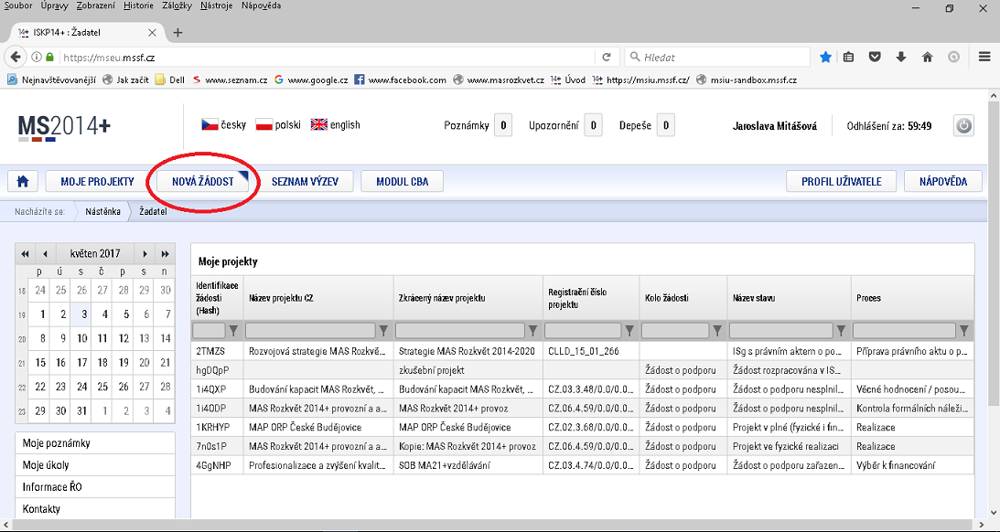 Soubor Úpravy Zobrazení Historie Záložky Nástroje Nápověda
ISKP14+ : Žadatel
https://mseu.mssf.cz
Hledat
Nejnavštěvovanější Jak začít Dell www.seznam.cz www.google.cz www.facebook.com www.masrozkvet.cz Úvod https://msiu.mssf.cz/ msiu-sandbox.mssf.cz
MS2014+ česky polski english Poznámky 0 Upozornění 0 Depeše 0 Jaroslava Mitášová Odhlášení za: 59:49
MOJE PROJEKTY NOVÁ ŽÁDOST SEZNAM VÝZEV MODUL CBA PROFIL UŽIVATELE NÁPOVĚDA
Nacházíte se: Nástěnka Žadatel
květen 2017
p ú s č p s n
18 24 25 26 27 28 29 30
19 1 2 3 4 5 6 7
20 8 9 10 11 12 13 14
21 15 16 17 18 19 20 21
22 22 23 24 25 26 27 28
23 29 30 31 1 2 3 4
Moje poznámky
Moje úkoly
Informace ŘO
Kontakty
Moje projekty
Identifikace žádosti (Hash) Název projektu CZ Zkrácený název projektu Registrační číslo projektu Kolo žádosti Název stavu Proces
2TMZS Rozvojová strategie MAS Rozkvě... Strategie MAS Rozkvět 2014-2020 CLLD_15_01_266 ISg s právním aktem o po... Příprava právního aktu o p...
hgDQpP zkušební projekt Žádost o podporu Žádost rozpracována v IS...
1i4QXP Budování kapacit MAS Rozkvět, ... Budování kapacit MAS Rozkvět, ... CZ.03.3.48/0.0/0.0... Žádost o podporu Žádost o podporu nesplnil... Věcné hodnocení / posou...
1i4ODP MAS Rozkvět 2014+ provozní a a... MAS Rozkvět 2014+ provoz CZ.06.4.59/0.0/0.0... Žádost o podporu Žádost o podporu nesplnil... Kontrola formálních náleži...
1KRHYP MAP ORP České Budějovice MAP ORP České Budějovice CZ.02.3.68/0.0/0.0... Žádost o podporu Projekt v plné (fyzické i fin... Realizace
7n0s1P MAS Rozkvět 2014+ provozní a a... Kopie: MAS Rozkvět 2014+ provoz CZ.06.4.59/0.0/0.0... Žádost o podporu Projekt ve fyzické realizaci Realizace
4GgNHP Profesionalizace a zvýšení kvalit... SOB MA21+vzdělávání CZ.03.4.74/0.0/0.0... Žádost o podporu Žádost o podporu zařazen... Výběr k financování